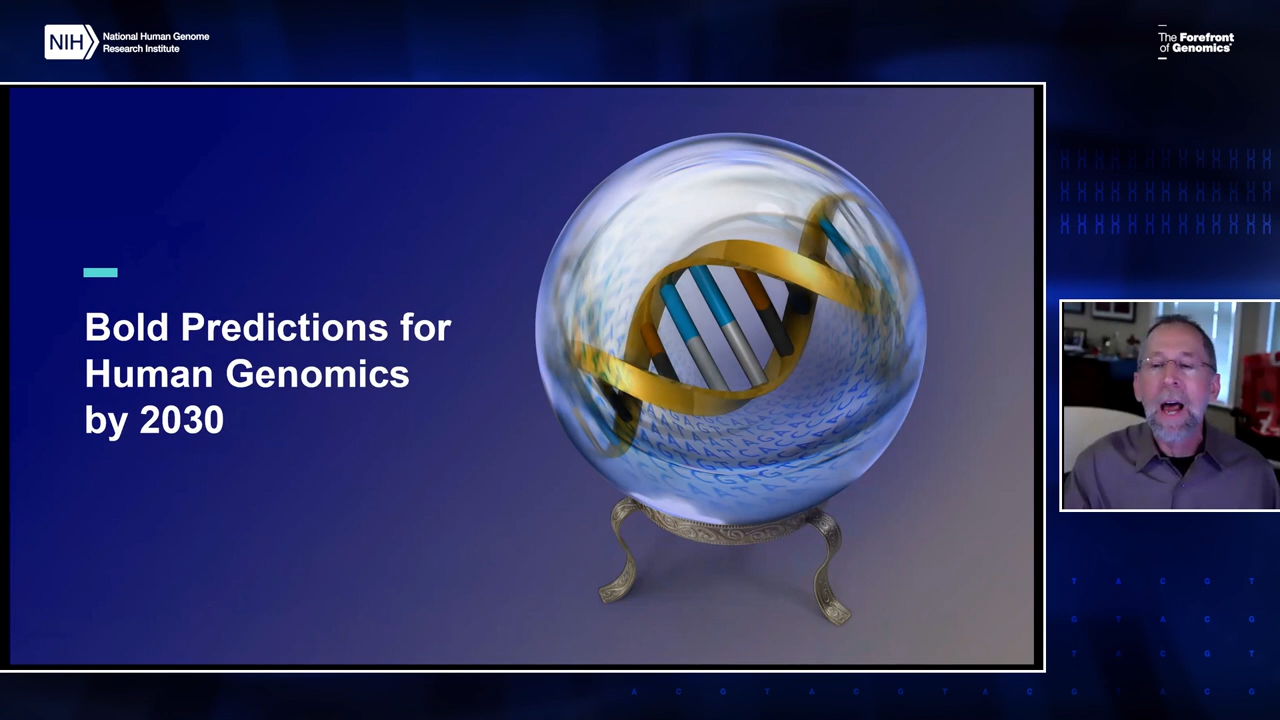 NIH
National Human Genome
Research Institute
The Forefront
of Genomics
Bold Predictions for
Human Genomics
by 2030
T A C G T
G T A C G
T A C G T
A C G T A C G T A C G T A C G